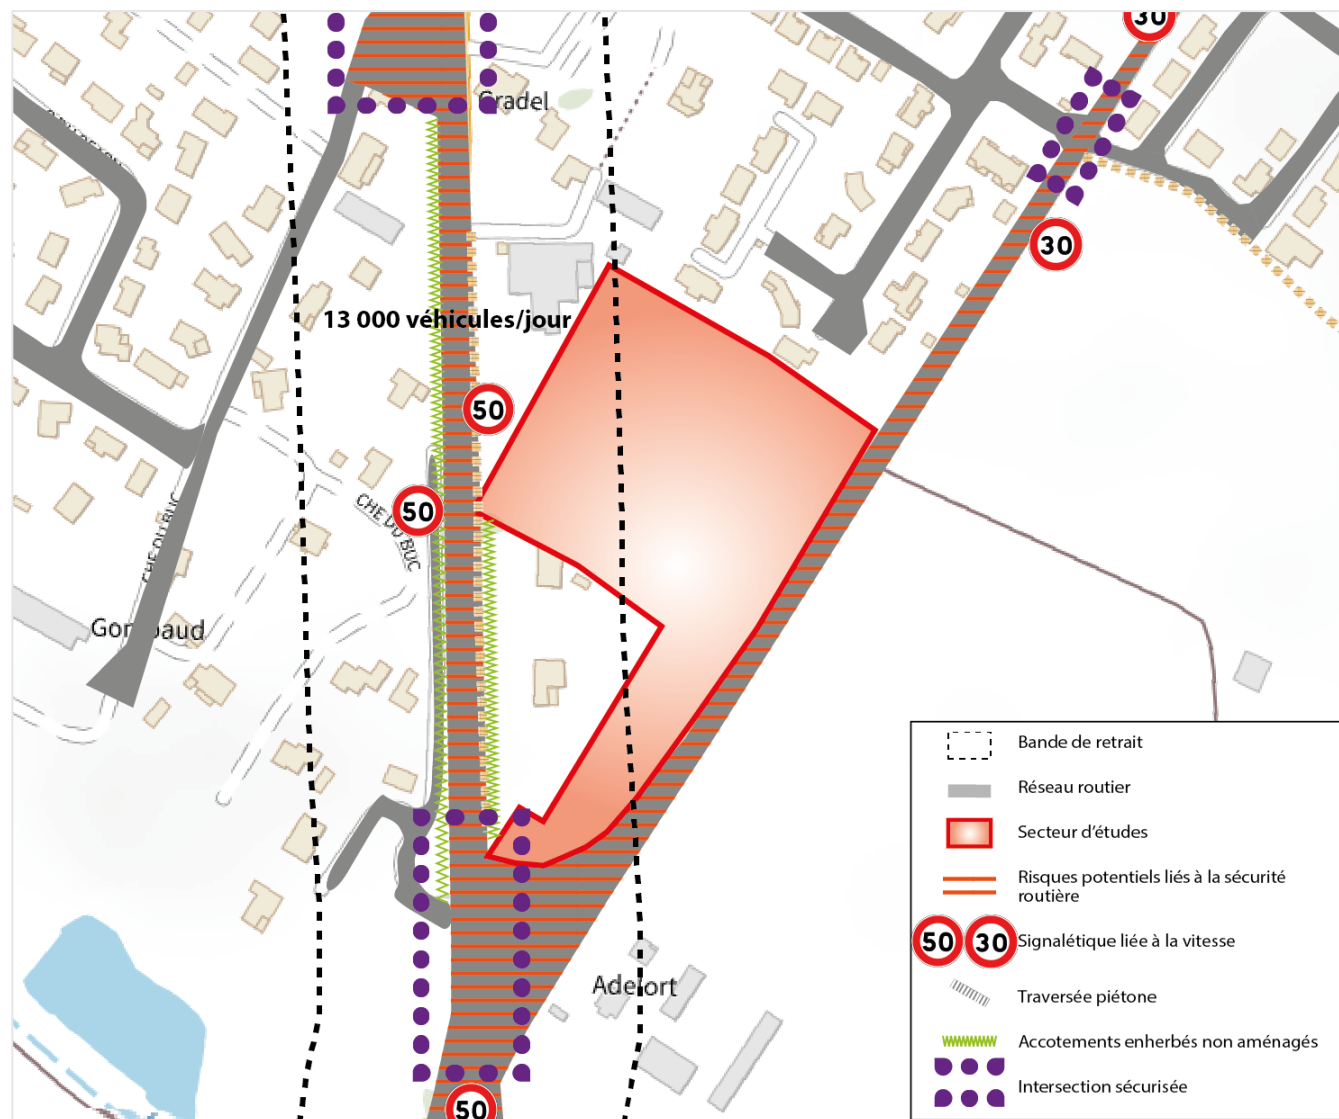 30
Gradel
30
13 000 véhicules/jour
50
50
CHE DU BUC
CHE DU BUC
Gombaud
Adelort
50
Bande de retrait
Réseau routier
Secteur d'études
Risques potentiels liés à la sécurité
routière
50 30 Signalétique liée à la vitesse
Traversée piétone
Accotements enherbés non aménagés
Intersection sécurisée